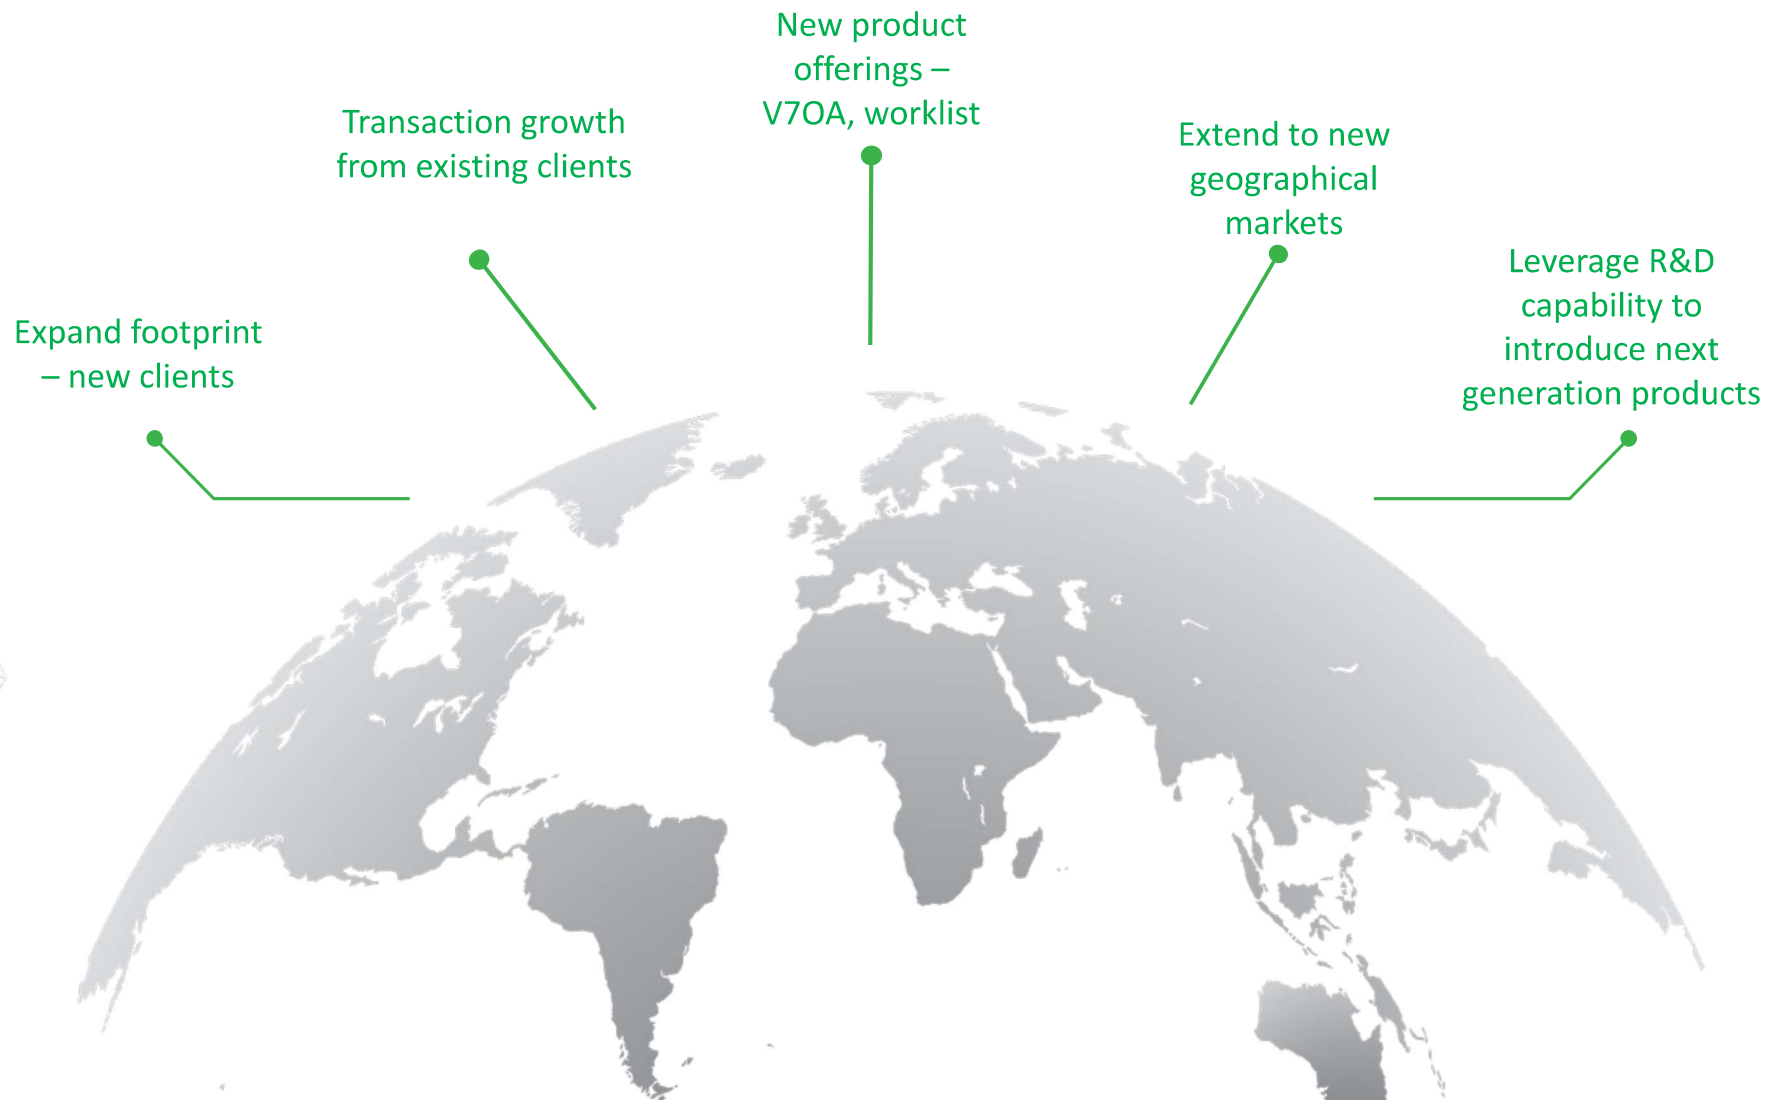 Expand footprint
– new clients
Transaction growth
from existing clients
New product
offerings –
V7OA, worklist
Extend to new
geographical
markets
Leverage R&D
capability to
introduce next
generation products